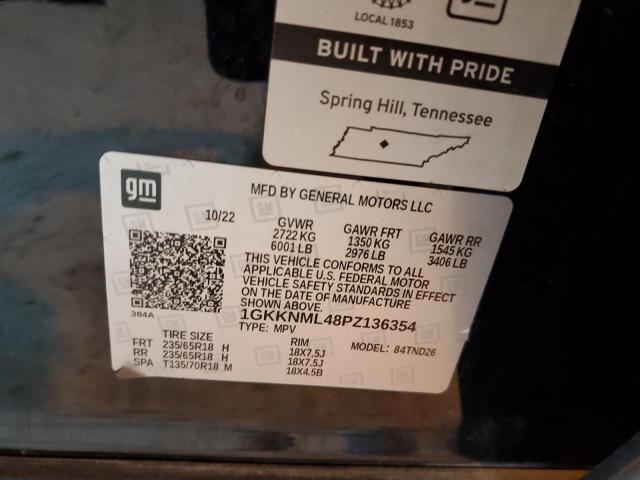 LOCAL 1853
BUILT WITH PRIDE
Spring Hill, Tennessee
gm
MFD BY GENERAL MOTORS LLC
10/22 GVWR GAWR FRT GAWR RR
2722 KG 1350 KG 1545 KG
6001 LB 2976 LB 3406 LB
THIS VEHICLE CONFORMS TO ALL
APPLICABLE U.S. FEDERAL MOTOR
VEHICLE SAFETY STANDARDS IN EFFECT
ON THE DATE OF MANUFACTURE
SHOWN ABOVE.
384A
1GKKNML48PZ136354
TYPE: MPV
MODEL: 84TND26
TIRE SIZE RIM
FRT 235/65R18 H 18X7.5J
RR 235/65R18 H 18X7.5J
SPA T135/70R18 M 18X4.5B